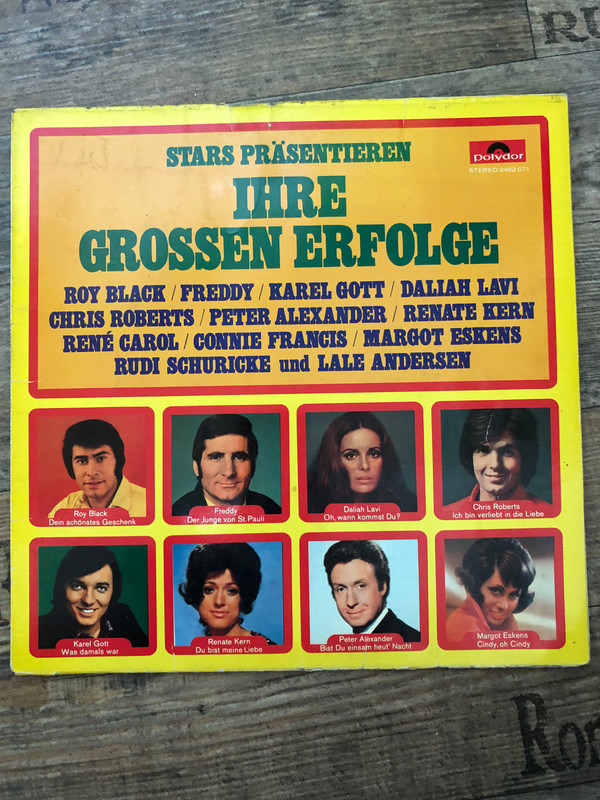 STARS PRÄSENTIEREN
polydor
STEREO 2482 071
IHRE
GROSSEN ERFOLGE
ROY BLACK / FREDDY / KAREL GOTT / DALIAH LAVI
CHRIS ROBERTS / PETER ALEXANDER / RENATE KERN
RENÉ CAROL / CONNIE FRANCIS / MARGOT ESKENS
RUDI SCHURICKE und LALE ANDERSEN
Roy Black
Dein schönstes Geschenk
Freddy
Der Junge von St. Pauli
Daliah Lavi
Oh, wann kommst Du?
Chris Roberts
Ich bin verliebt in die Liebe
Karel Gott
Was damals war
Renate Kern
Du bist meine Liebe
Peter Alexander
Bist Du einsam heut' Nacht
Margot Eskens
Cindy, oh Cindy